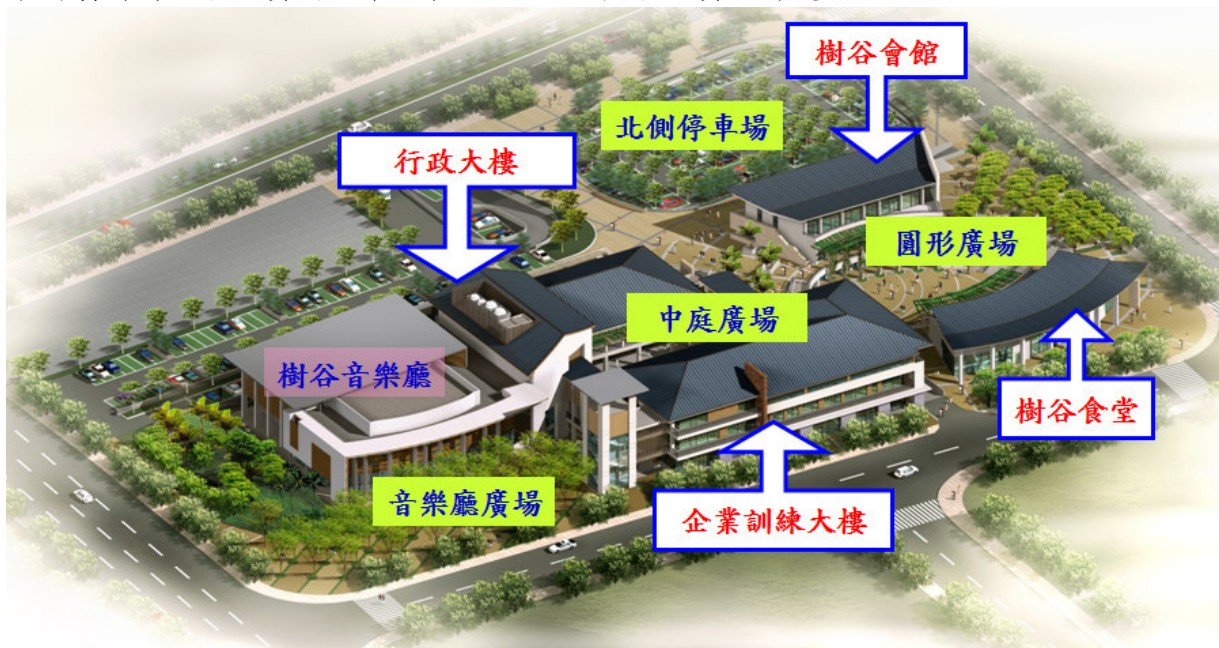 樹谷會館
北側停車場
行政大樓
圓形廣場
中庭廣場
樹谷音樂廳
樹谷食堂
音樂廳廣場
企業訓練大樓